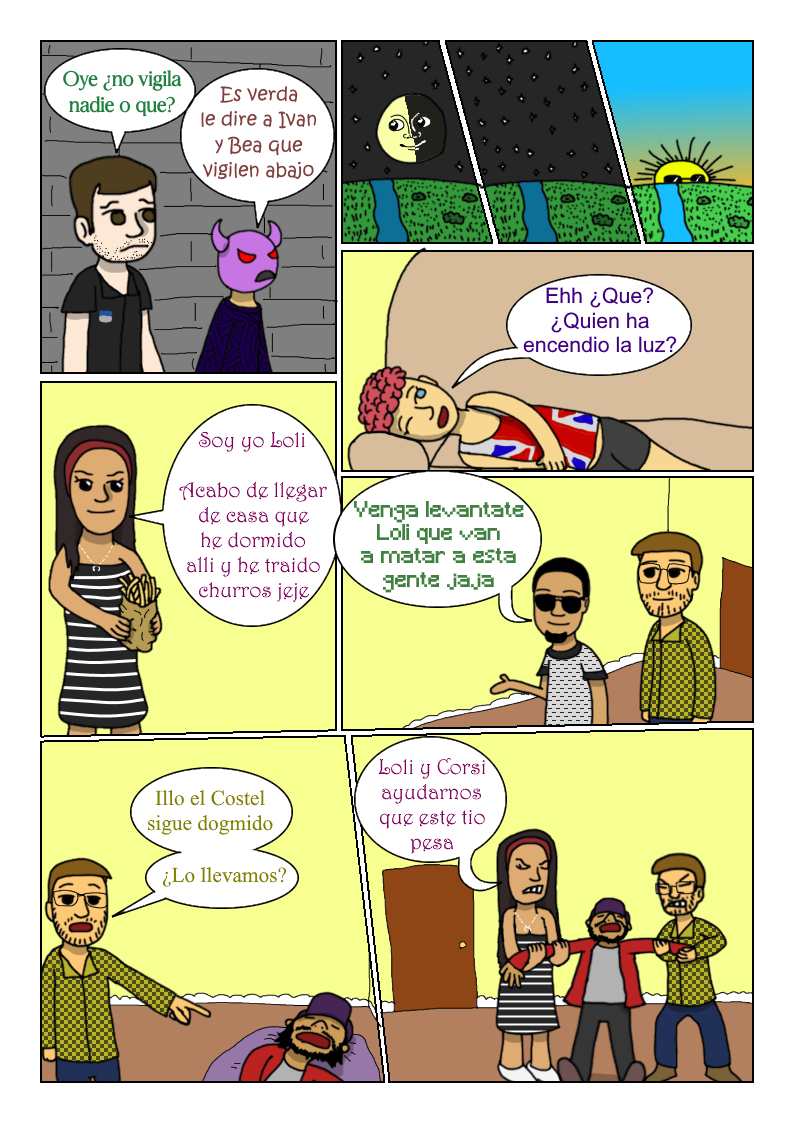 Oye ¿no vigila
nadie o que?
Es verda
le dire a Ivan
y Bea que
vigilen abajo
Ehh ¿Que?
¿Quien ha
encendio la luz?
Soy yo Loli
Acabo de llegar
de casa que
he dormido
alli y he traido
churros jeje
Venga levantate
Loli que van
a matar a esta
gente jaja
Illo el Costel
sigue dogmido
¿Lo llevamos?
Loli y Corsi
ayudarnos
que este tio
pesa